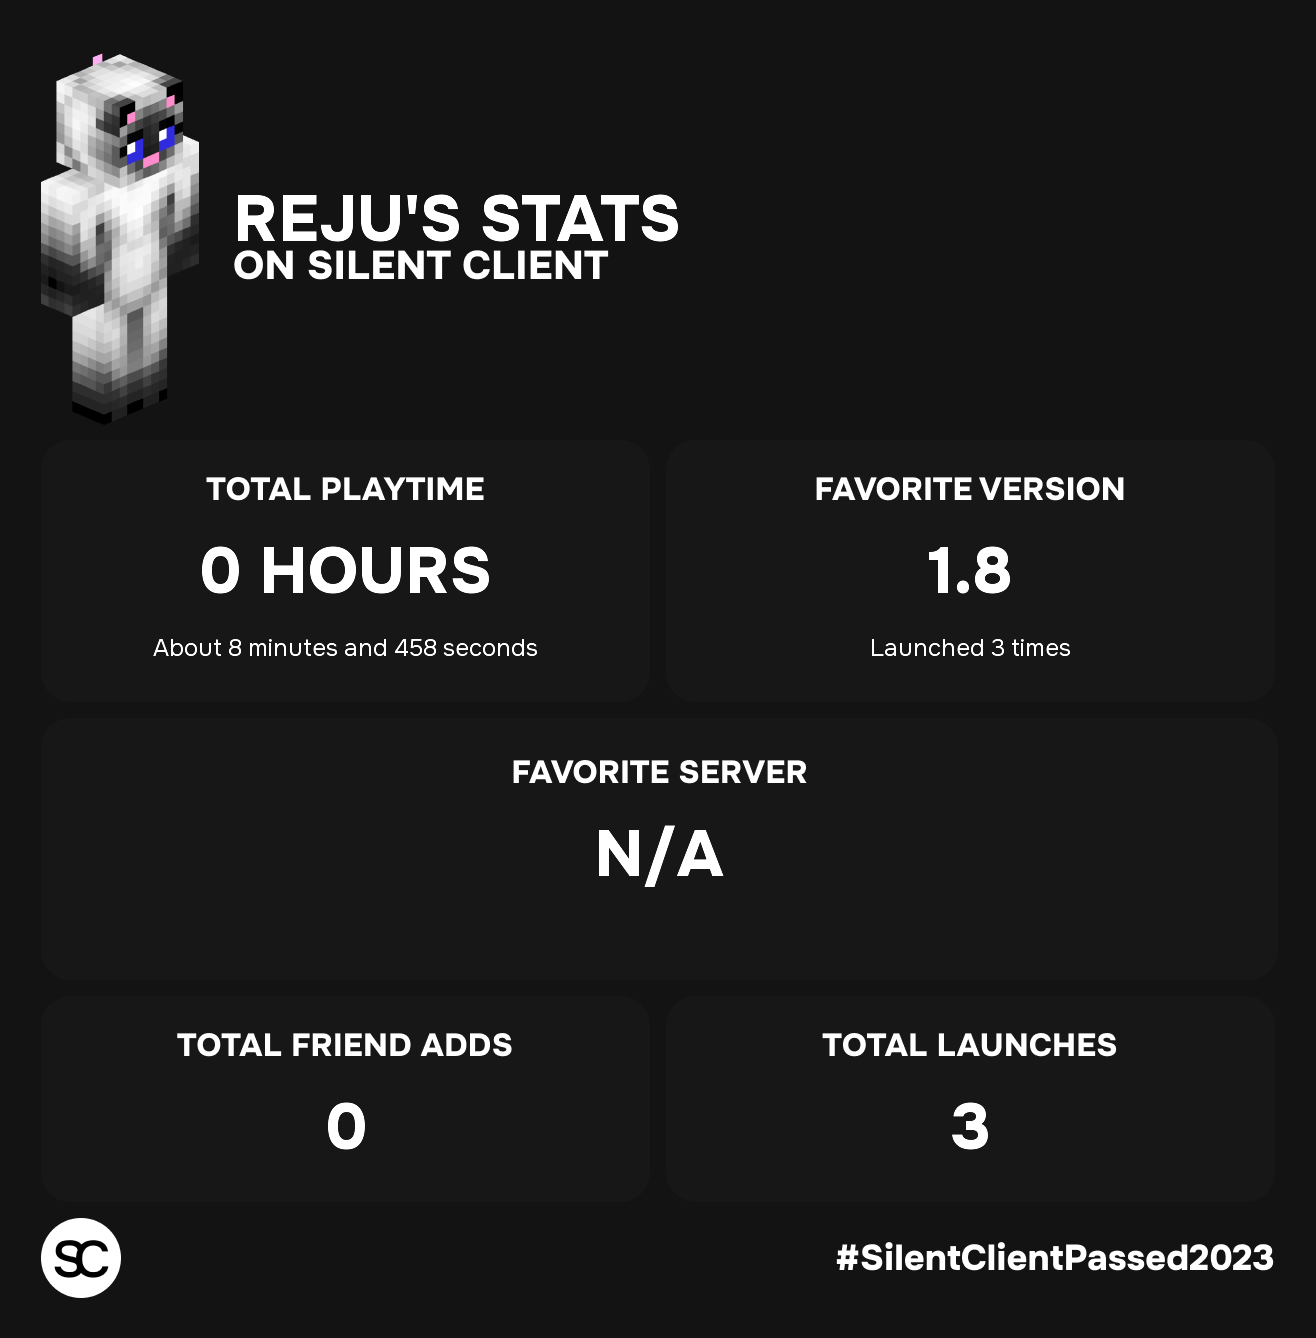 REJU'S STATS
ON SILENT CLIENT
TOTAL PLAYTIME
0 HOURS
About 8 minutes and 458 seconds
FAVORITE VERSION
1.8
Launched 3 times
FAVORITE SERVER
N/A
TOTAL FRIEND ADDS
0
TOTAL LAUNCHES
3
SC
#SilentClientPassed2023